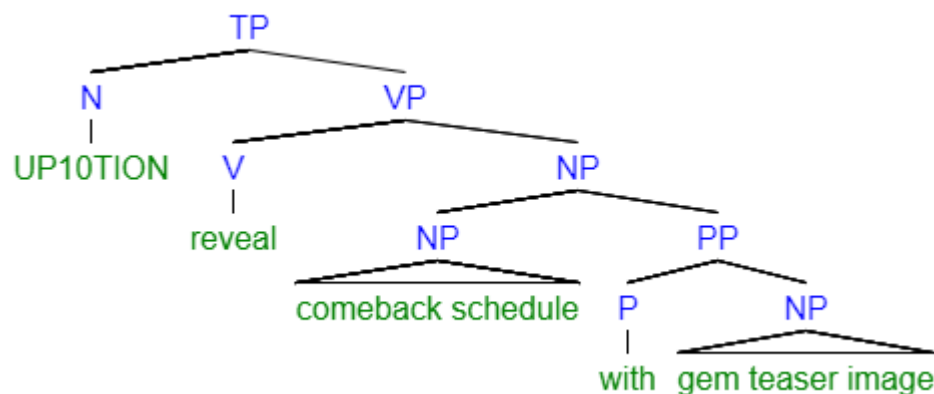 TP
N VP
UP10TION V NP
reveal NP PP
comeback schedule P NP
with gem teaser image